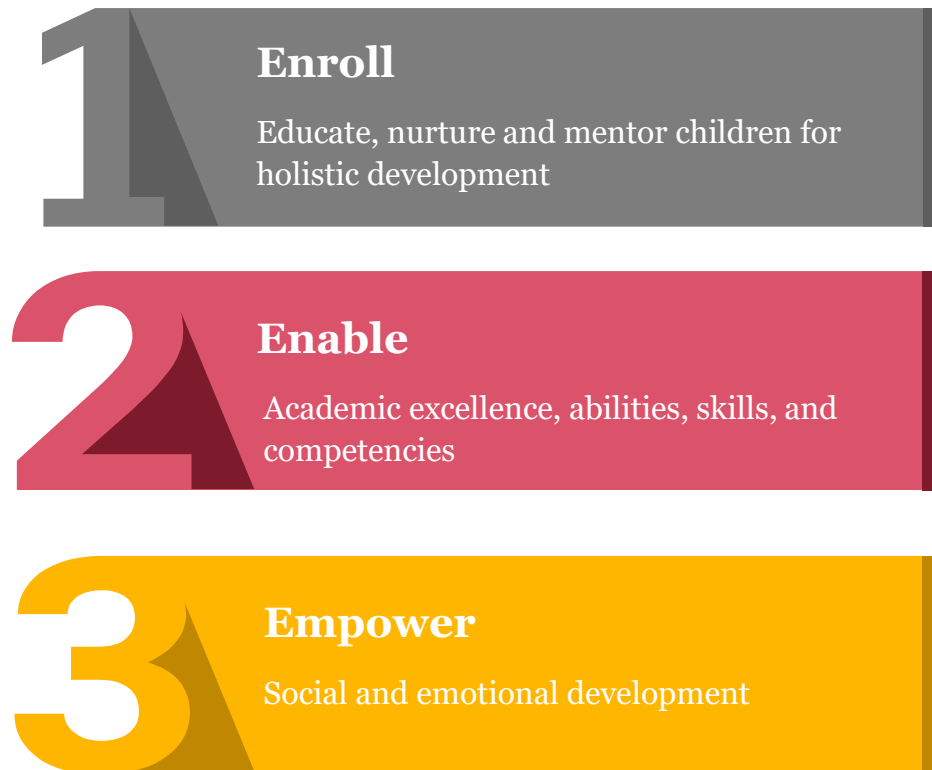 1
Enroll
Educate, nurture and mentor children for
holistic development
2
Enable
Academic excellence, abilities, skills, and
competencies
3
Empower
Social and emotional development